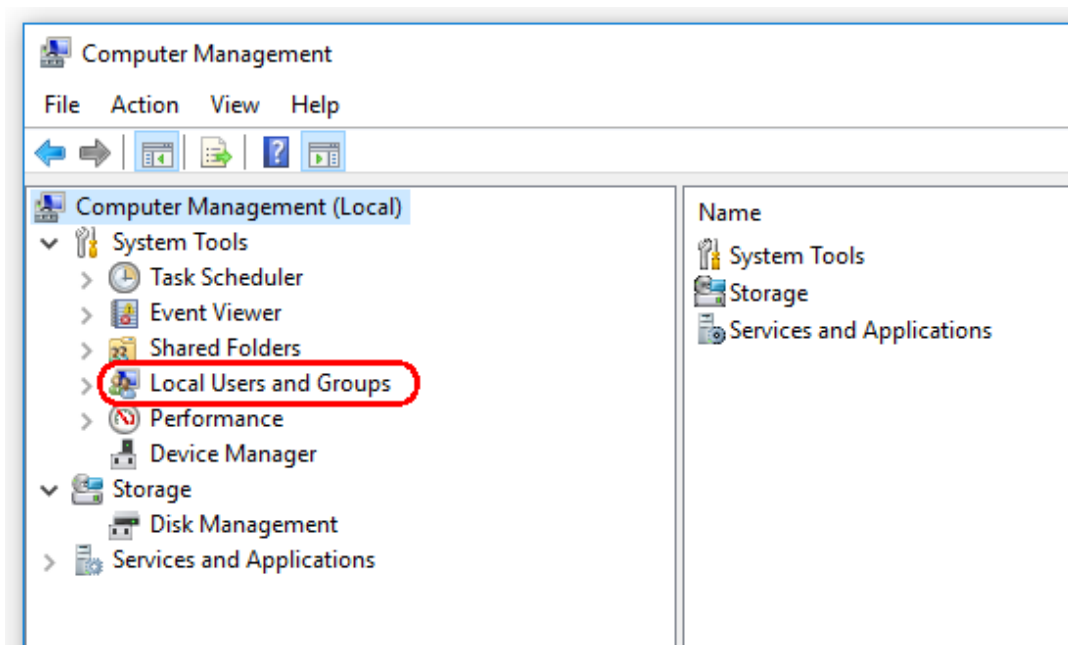 Computer Management
File Action View Help
Computer Management (Local)
System Tools
Task Scheduler
Event Viewer
Shared Folders
Local Users and Groups
Performance
Device Manager
Storage
Disk Management
Services and Applications
Name
System Tools
Storage
Services and Applications